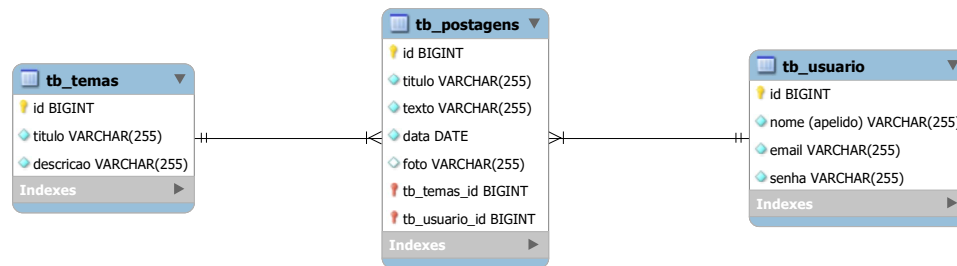 tb_temas
id BIGINT
titulo VARCHAR(255)
descricao VARCHAR(255)
Indexes
tb_postagens
id BIGINT
titulo VARCHAR(255)
texto VARCHAR(255)
data DATE
foto VARCHAR(255)
tb_temas_id BIGINT
tb_usuario_id BIGINT
Indexes
tb_usuario
id BIGINT
nome (apelido) VARCHAR(255)
email VARCHAR(255)
senha VARCHAR(255)
Indexes